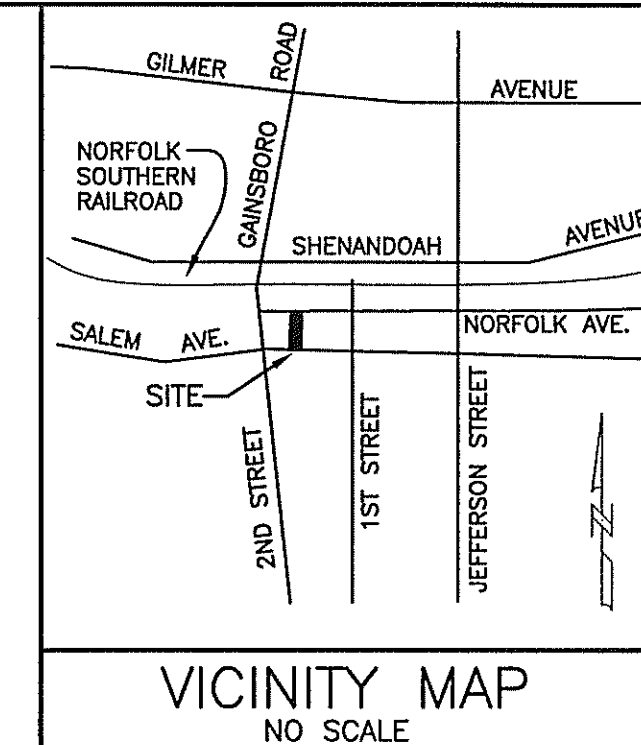 GILMER
AVENUE
GAINSBORO ROAD
NORFOLK
SOUTHERN
RAILROAD
SHENANDOAH
AVENUE
SALEM AVE.
NORFOLK AVE.
SITE
2ND STREET
1ST STREET
JEFFERSON STREET
N
VICINITY MAP
NO SCALE